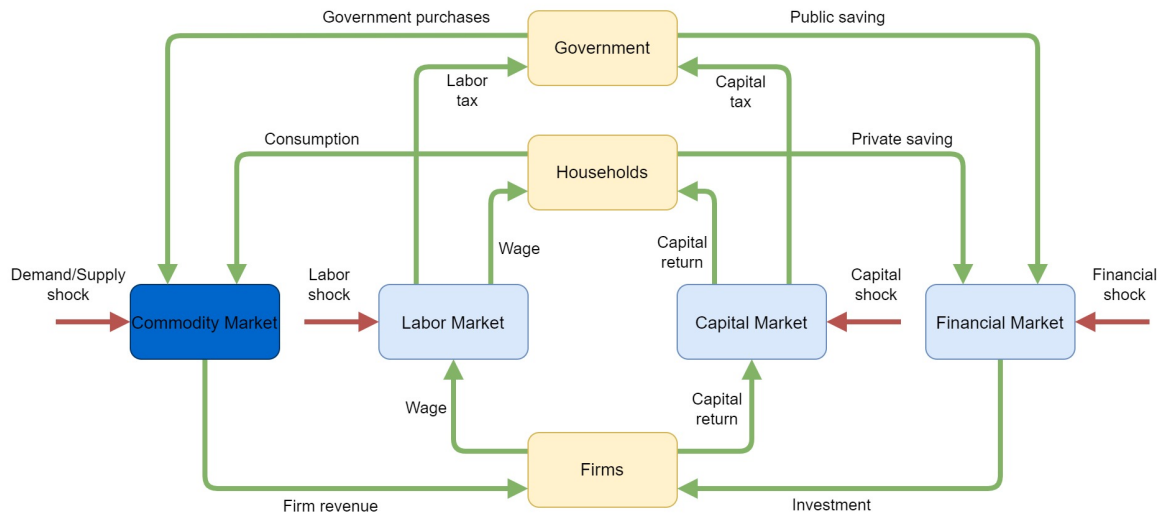 Government purchases
Public saving
Government
Labor
tax
Capital
tax
Consumption
Private saving
Households
Wage
Capital
return
Demand/Supply
shock
Labor
shock
Capital
shock
Financial
shock
Commodity Market
Labor Market
Capital Market
Financial Market
Wage
Capital
return
Firms
Firm revenue
Investment